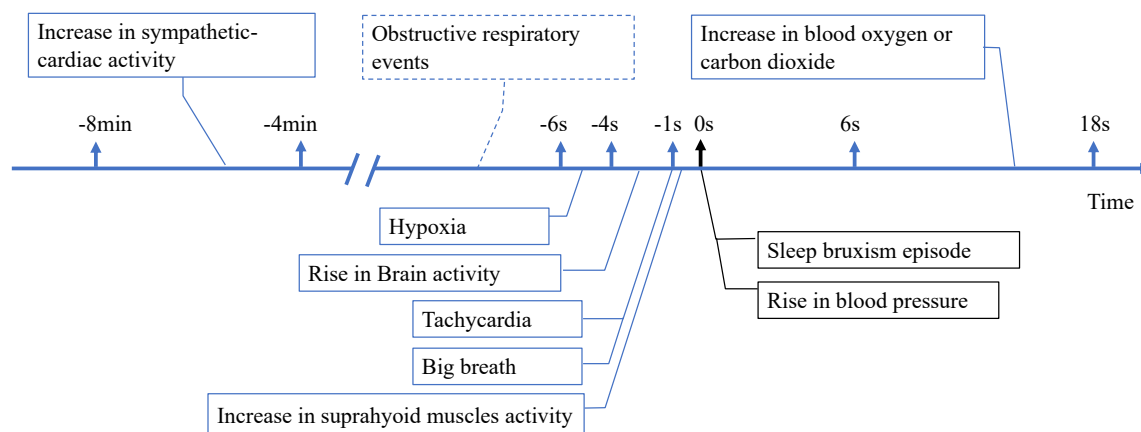 Increase in sympathetic-
cardiac activity
Obstructive respiratory
events
Increase in blood oxygen or
carbon dioxide
-8min
-4min
-6s
-4s
-1s
0s
6s
18s
Time
Hypoxia
Rise in Brain activity
Tachycardia
Big breath
Increase in suprahyoid muscles activity
Sleep bruxism episode
Rise in blood pressure